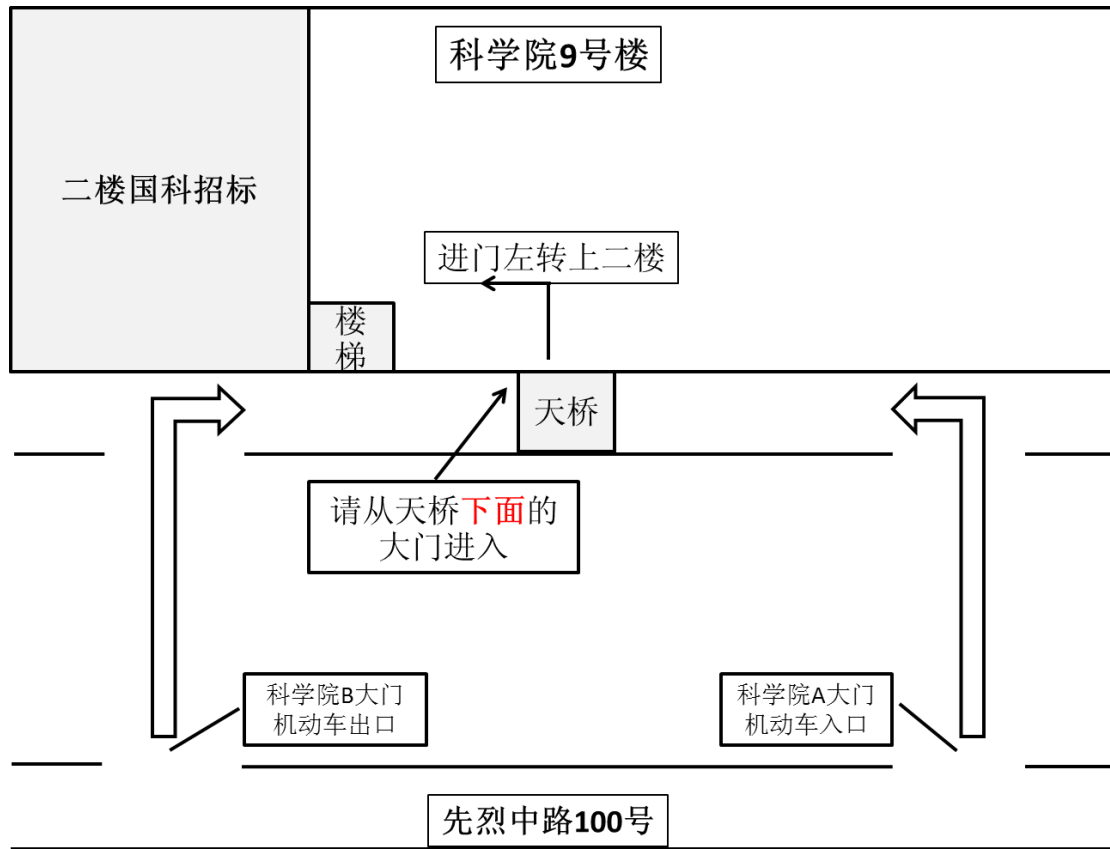 科学院9号楼
二楼国科招标
进门左转上二楼
楼
梯
天桥
请从天桥下面的
大门进入
科学院B大门
机动车出口
科学院A大门
机动车入口
先烈中路100号